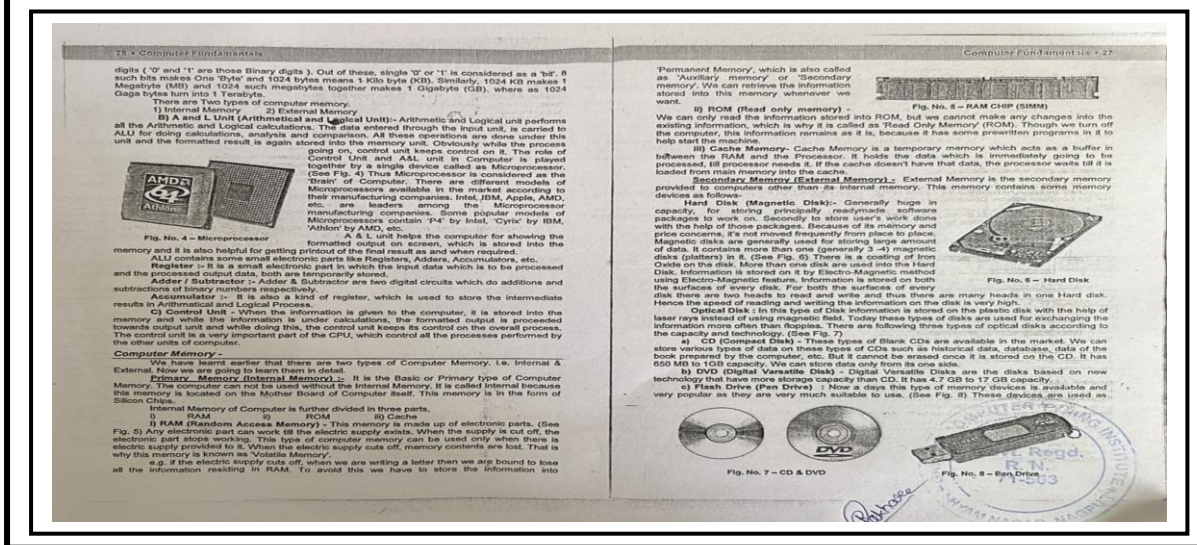 26 • Computer Fundamentals
digits ( '0' and '1' are those Binary digits ). Out of these, single '0' or '1' is considered as a 'bit'. 8
such bits makes One 'Byte' and 1024 bytes means 1 Kilo byte (KB). Similarly, 1024 KB makes 1
Megabyte (MB) and 1024 such megabytes together makes 1 Gigabyte (GB), where as 1024
Gaga bytes turn into 1 Terabyte.
There are Two types of computer memory.
1) Internal Memory 2) External Memory
B) A and L Unit (Arithmetical and Logical Unit):- Arithmetic and Logical unit performs
all the Arithmetic and Logical calculations. The data entered through the input unit, is carried to
ALU for doing calculations, analysis and comparison. All these operations are done under this
unit and the formatted result is again stored into the memory unit. Obviously while the process
going on, control unit keeps control on it. The role of
Control Unit and A&L unit in Computer is played
together by a single device called as Microprocessor.
(See Fig. 4) Thus Microprocessor is considered as the
'Brain' of Computer. There are different models of
Microprocessors available in the market according to
their manufacturing companies. Intel, IBM, Apple, AMD,
etc. are leaders among the Microprocessor
manufacturing companies. Some popular models of
Microprocessors contain 'P4' by Intel, 'Cyrix' by IBM,
'Athlon' by AMD, etc.
AMD
64
Athlon
Fig. No. 4 – Microprocessor
A & L unit helps the computer for showing the
formatted output on screen, which is stored into the
memory and it is also helpful for getting printout of the final result as and when required.
ALU contains some small electronic parts like Registers, Adders, Accumulators, etc.
Register :- It is a small electronic part in which the input data which is to be processed
and the processed output data, both are temporarily stored.
Adder / Subtractor :- Adder & Subtractor are two digital circuits which do additions and
subtractions of binary numbers respectively.
Accumulator :- It is also a kind of register, which is used to store the intermediate
results in Arithmatical and Logical Process.
C) Control Unit - When the information is given to the computer, it is stored into the
memory and while the information is under calculations, the formatted output is proceeded
towards output unit and while doing this, the control unit keeps its control on the overall process.
The control unit is a very important part of the CPU, which control all the processes performed by
the other units of computer.
Computer Memory -
We have learnt earlier that there are two types of Computer Memory. i.e. Internal &
External. Now we are going to learn them in detail.
Primary Memory (Internal Memory) :- It is the Basic or Primary type of Computer
Memory. The computer can not be used without the Internal Memory. It is called Internal because
this memory is located on the Mother Board of Computer itself. This memory is in the form of
Silicon Chips.
Internal Memory of Computer is further divided in three parts,
i) RAM ii) ROM iii) Cache
i) RAM (Random Access Memory) - This memory is made up of electronic parts. (See
Fig. 5) Any electronic part can work till the electric supply exists. When the supply is cut off, the
electronic part stops working. This type of computer memory can be used only when there is
electric supply provided to it. When the electric supply cuts off, memory contents are lost. That is
why this memory is known as 'Volatile Memory'.
e.g. if the electric supply cuts off, when we are writing a letter then we are bound to lose
all the information residing in RAM. To avoid this we have to store the information into
Computer Fundamentals • 27
'Permanent Memory', which is also called
as 'Auxiliary memory' or 'Secondary
memory'. We can retrieve the information
stored into this memory whenever we
want.
Fig. No. 5 – RAM CHIP (SIMM)
ii) ROM (Read only memory) -
We can only read the information stored into ROM, but we cannot make any changes into the
existing information, which is why it is called as 'Read Only Memory' (ROM). Though we turn off
the computer, this information remains as it is, because it has some prewritten programs in it to
help start the machine.
iii) Cache Memory- Cache Memory is a temporary memory which acts as a buffer in
between the RAM and the Processor. It holds the data which is immediately going to be
processed, till processor needs it. If the cache doesn't have that data, the processor waits till it is
loaded from main memory into the cache.
Secondary Memroy (External Memory) - External Memory is the secondary memory
provided to computers other than its internal memory. This memory contains some memory
devices as follows-
Hard Disk (Magnetic Disk):- Generally huge in
capacity, for storing principally readymade software
packages to work on. Secondly to store user's work done
with the help of those packages. Because of its memory and
price concerns, it's not moved frequently from place to place.
Magnetic disks are generally used for storing large amount
of data. It contains more than one (generally 3 -4) magnetic
disks (platters) in it. (See Fig. 6) There is a coating of Iron
Oxide on the disk. More than one disk are used into the Hard
Disk. Information is stored on it by Electro-Magnetic method
using Electro-Magnetic feature. Information is stored on both
the surfaces of every disk. For both the surfaces of every
Fig. No. 6 – Hard Disk
disk there are two heads to read and write and thus there are many heads in one Hard Disk.
Hence the speed of reading and writing the information on the disk is very high.
Optical Disk : In this type of Disk information is stored on the plastic disk with the help of
laser rays instead of using magnetic field. Today these types of disks are used for exchanging the
information more often than floppies. There are following three types of optical disks according to
the capacity and technology. (See Fig. 7)
a) CD (Compact Disk) - These types of Blank CDs are available in the market. We can
store various types of data on these types of CDs such as historical data, database, data of the
book prepared by the computer, etc. But it cannot be erased once it is stored on the CD. It has
650 MB to 1GB capacity. We can store data only from its one side.
b) DVD (Digital Versatile Disk) - Digital Versatile Disks are the disks based on new
technology that have more storage capacity than CD. It has 4.7 GB to 17 GB capacity.
c) Flash Drive (Pen Drive) : Now a days this type of memory devices is available and
very popular as they are very much suitable to use. (See Fig. 8) These devices are used as
DVD
Fig. No. 7 – CD & DVD
Fig. No. 8 – Pen Drive
Regd.
R. N.
71-563